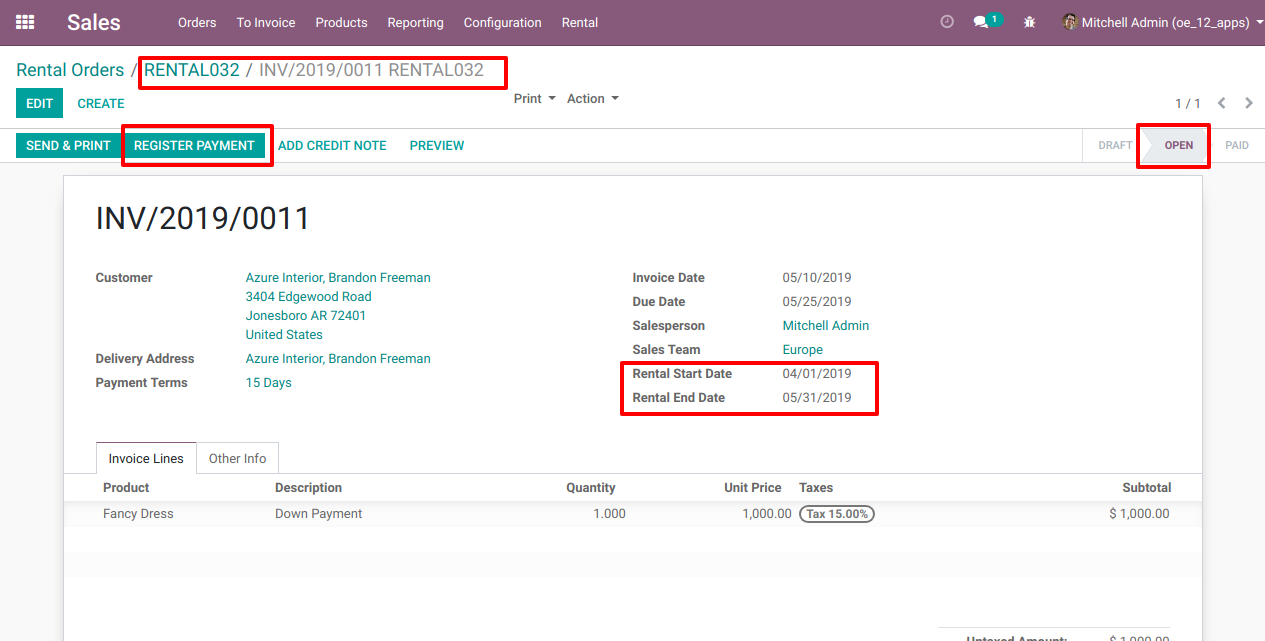 Sales Orders To Invoice Products Reporting Configuration Rental 1 Mitchell Admin (oe_12_apps)
Rental Orders / RENTAL032 / INV/2019/0011 RENTAL032
EDIT CREATE Print Action 1 / 1
SEND & PRINT REGISTER PAYMENT ADD CREDIT NOTE PREVIEW DRAFT OPEN PAID
INV/2019/0011
Customer Azure Interior, Brandon Freeman Invoice Date 05/10/2019
3404 Edgewood Road Due Date 05/25/2019
Jonesboro AR 72401 Salesperson Mitchell Admin
United States Sales Team Europe
Delivery Address Azure Interior, Brandon Freeman Rental Start Date 04/01/2019
Payment Terms 15 Days Rental End Date 05/31/2019
Invoice Lines Other Info
Product Description Quantity Unit Price Taxes Subtotal
Fancy Dress Down Payment 1.000 1,000.00 Tax 15.00% $ 1,000.00
Untaxed Amount: $ 1,000.00